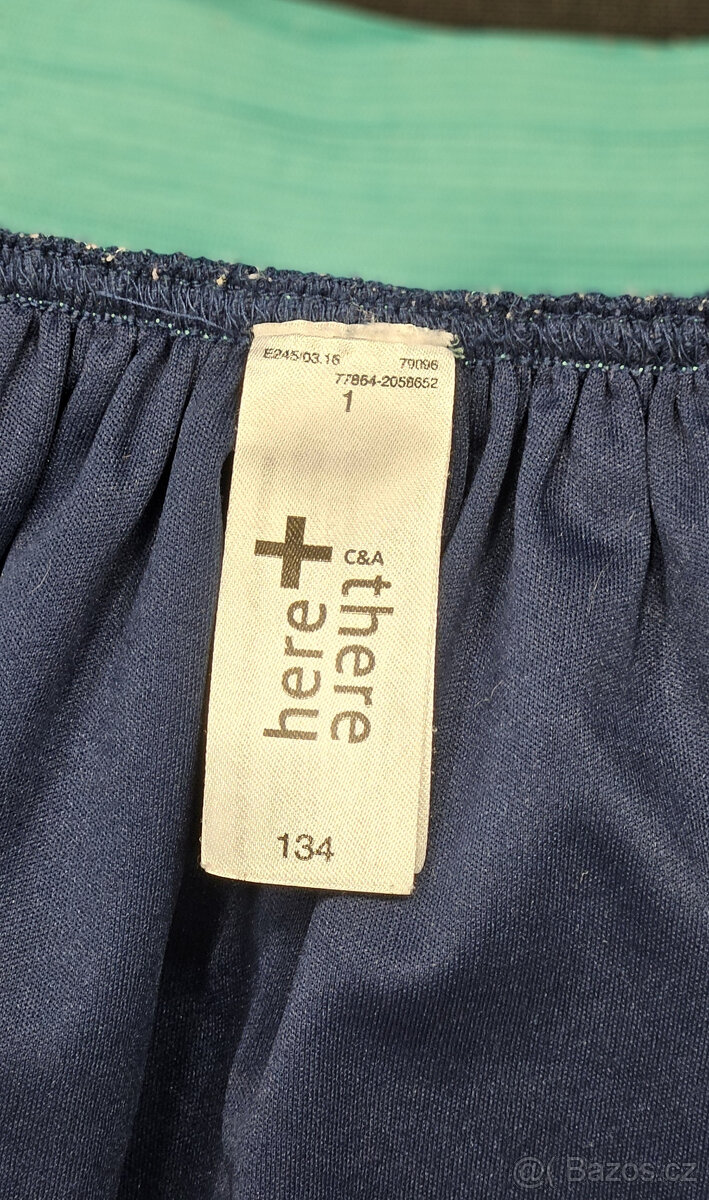 E245/03.16 79096
77864-2058652
1
here + there
C&A
134
@( Bazos.cz